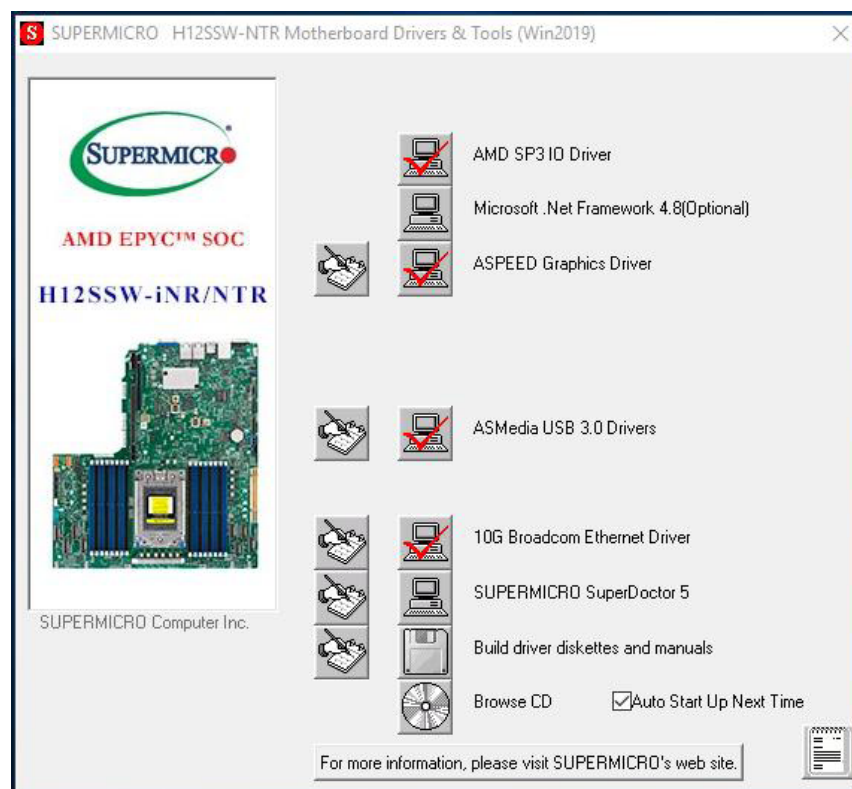 S SUPERMICRO H12SSW-NTR Motherboard Drivers & Tools (Win2019)
SUPERMICRO
AMD EPYC™ SOC
H12SSW-iNR/NTR
SUPERMICRO Computer Inc.
AMD SP3 IO Driver
Microsoft .Net Framework 4.8(Optional)
ASPEED Graphics Driver
ASMedia USB 3.0 Drivers
10G Broadcom Ethernet Driver
SUPERMICRO SuperDoctor 5
Build driver diskettes and manuals
Browse CD Auto Start Up Next Time
For more information, please visit SUPERMICRO's web site.